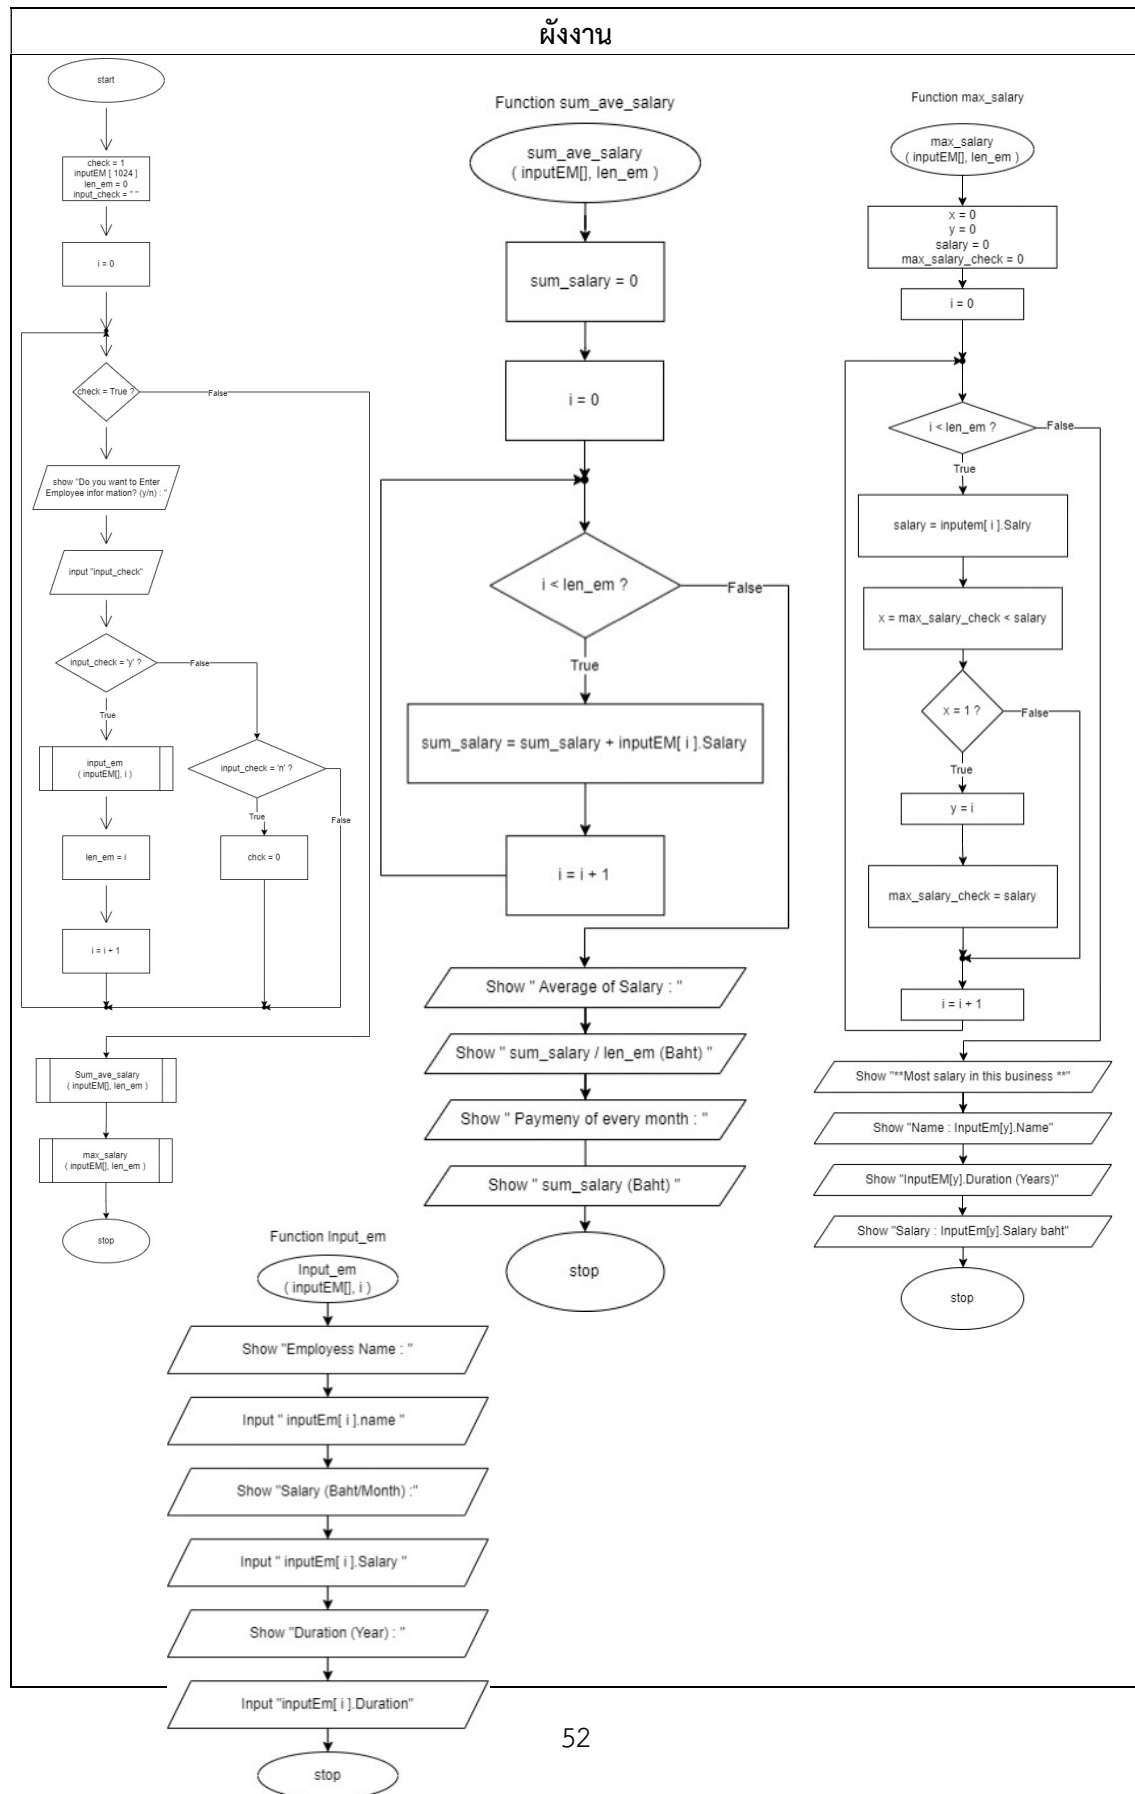 ผังงาน
start
check = 1
inputEM [ 1024 ]
len_em = 0
input_check = " "
i = 0
check = True ?
False
show "Do you want to Enter
Employee infor mation? (y/n) : "
input "input_check"
input_check = 'y' ?
False
True
input_em
( inputEM[], i )
input_check = 'n' ?
True
False
len_em = i
chck = 0
i = i + 1
Sum_ave_salary
( inputEM[], len_em )
max_salary
( inputEM[], len_em )
stop
Function sum_ave_salary
sum_ave_salary
( inputEM[], len_em )
sum_salary = 0
i = 0
i < len_em ?
False
True
sum_salary = sum_salary + inputEM[ i ].Salary
i = i + 1
Show " Average of Salary : "
Show " sum_salary / len_em (Baht) "
Show " Paymeny of every month : "
Show " sum_salary (Baht) "
stop
Function max_salary
max_salary
( inputEM[], len_em )
x = 0
y = 0
salary = 0
max_salary_check = 0
i = 0
i < len_em ?
False
True
salary = inputem[ i ].Salry
x = max_salary_check < salary
x = 1 ?
False
True
y = i
max_salary_check = salary
i = i + 1
Show "**Most salary in this business **"
Show "Name : InputEm[y].Name"
Show "InputEM[y].Duration (Years)"
Show "Salary : InputEm[y].Salary baht"
stop
Function Input_em
Input_em
( inputEM[], i )
Show "Employess Name : "
Input " inputEm[ i ].name "
Show "Salary (Baht/Month) :"
Input " inputEm[ i ].Salary "
Show "Duration (Year) : "
Input "inputEm[ i ].Duration"
stop
52